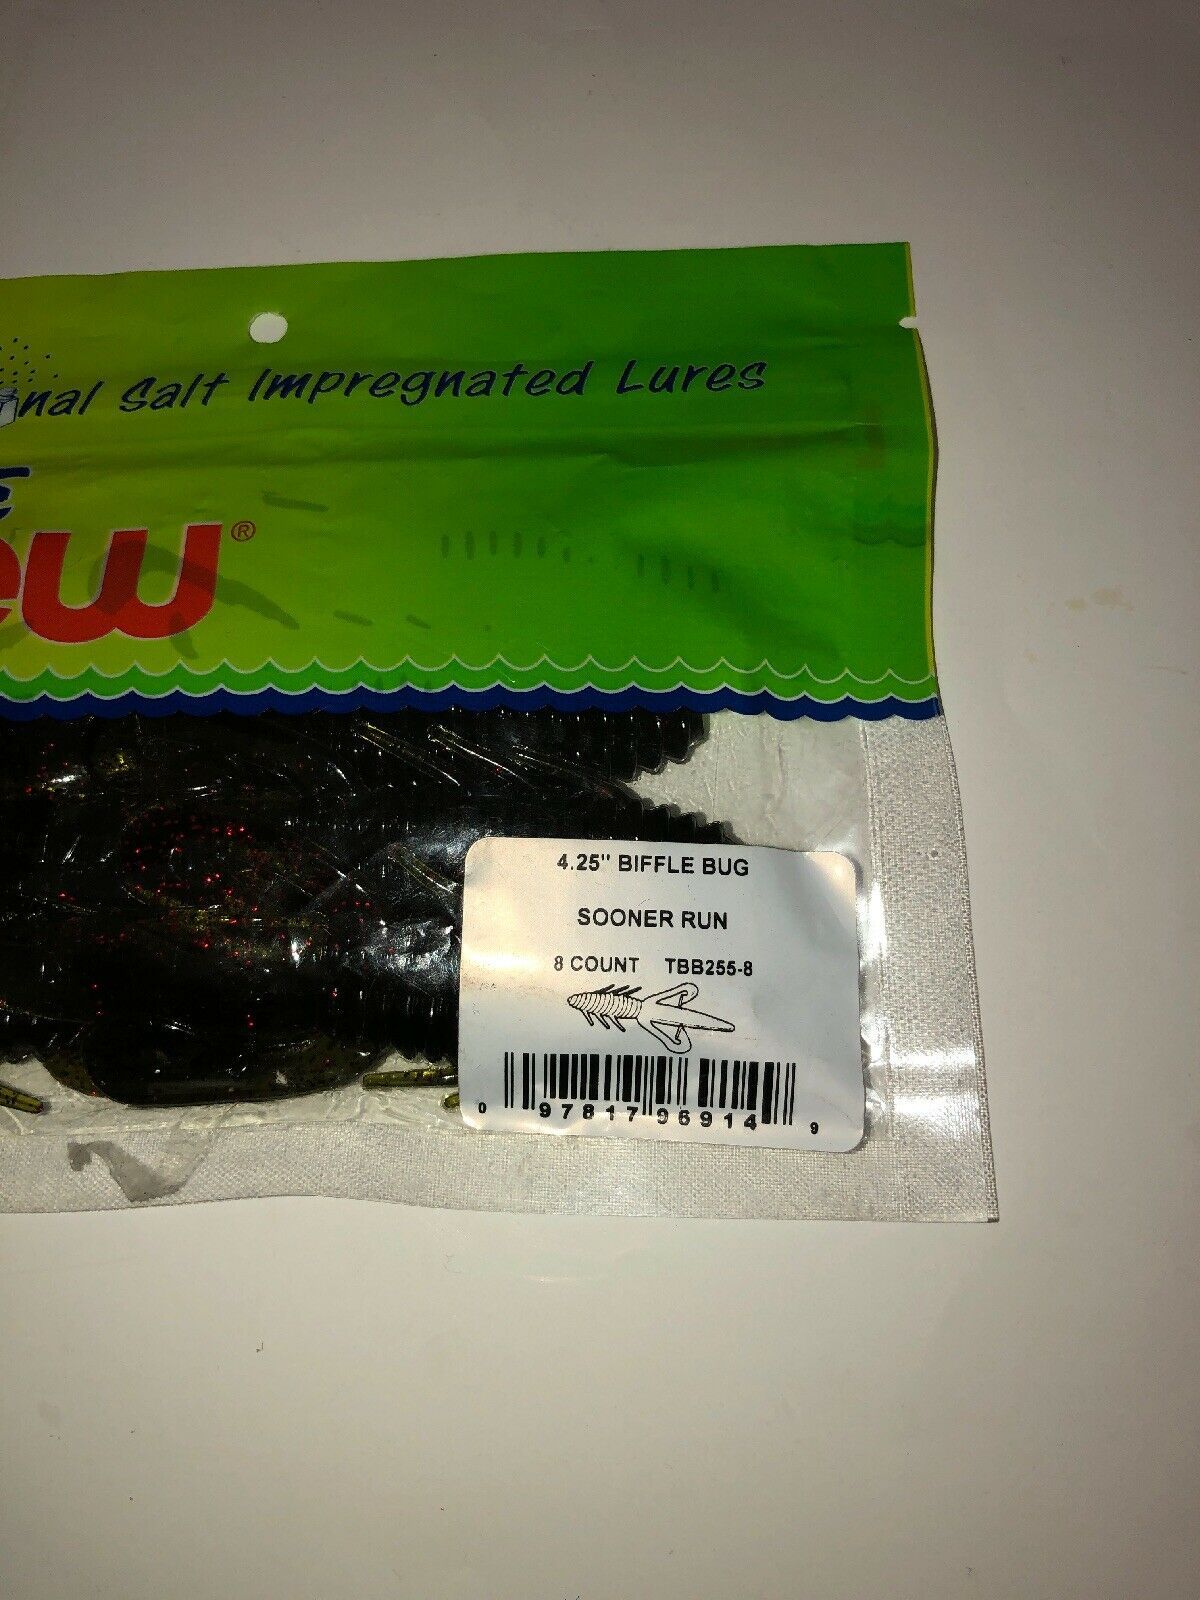 nal Salt Impregnated Lures
E
ew®
4.25" BIFFLE BUG
SOONER RUN
8 COUNT TBB255-8
0 97817 96914 9